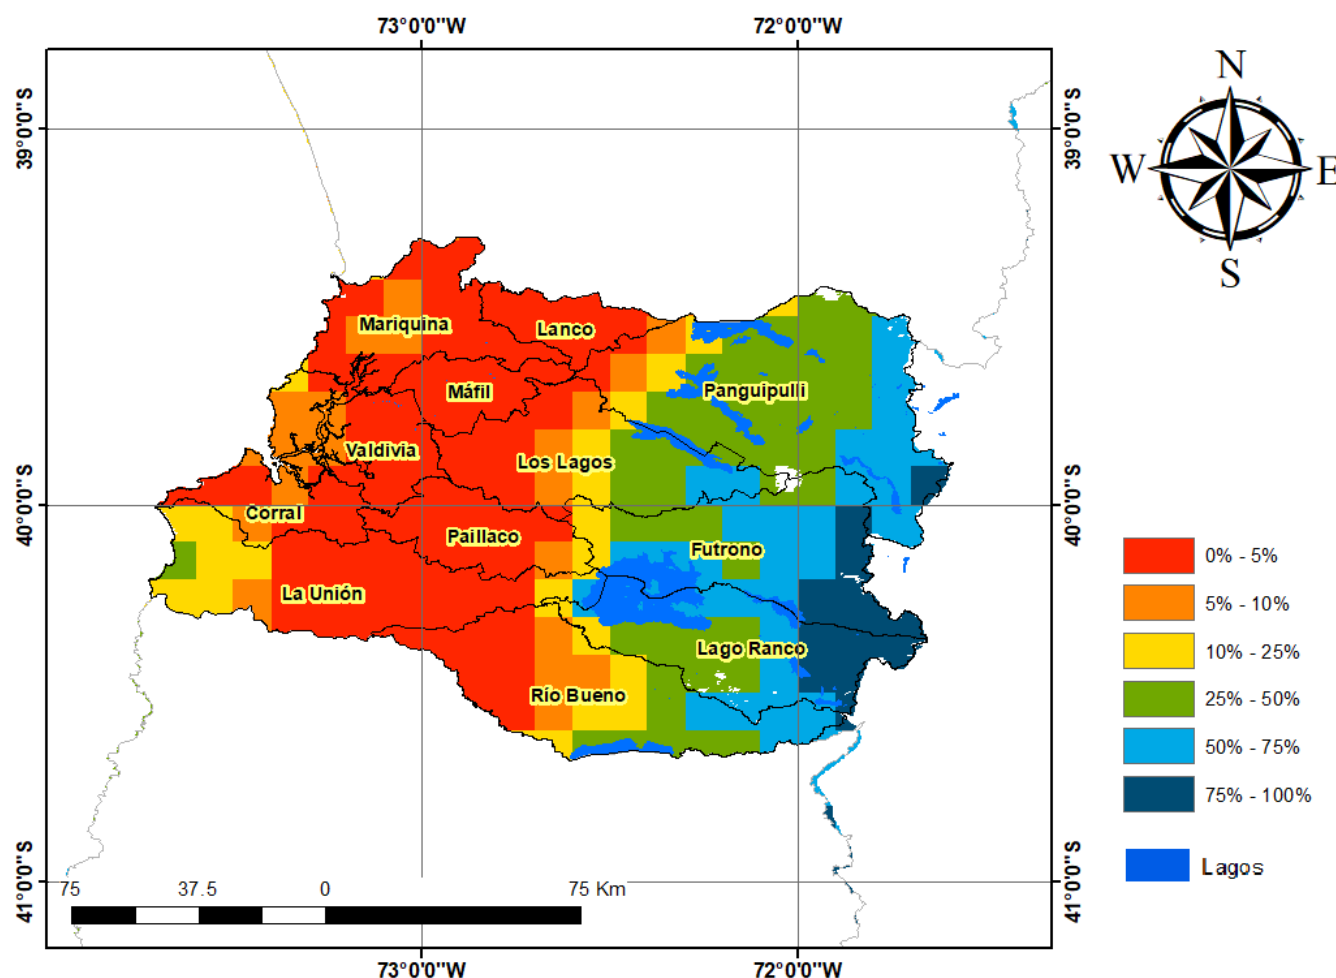 73°0'0"W 72°0'0"W
39°0'0"S 39°0'0"S
N
W E
S
Mariquina
Lanco
Máfil
Panguipulli
Valdivia
Los Lagos
40°0'0"S 40°0'0"S
Corral
Paillaco
Futrono
La Unión
Lago Ranco
Río Bueno
0% - 5%
5% - 10%
10% - 25%
25% - 50%
50% - 75%
75% - 100%
Lagos
41°0'0"S 41°0'0"S
75 37.5 0 75 Km
73°0'0"W 72°0'0"W